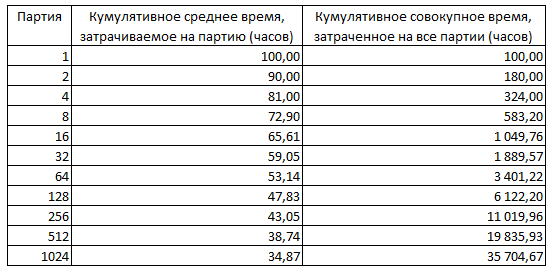 Партия Кумулятивное среднее время, Кумулятивное совокупное время,
затрачиваемое на партию (часов) затраченное на все партии (часов)
1 100,00 100,00
2 90,00 180,00
4 81,00 324,00
8 72,90 583,20
16 65,61 1 049,76
32 59,05 1 889,57
64 53,14 3 401,22
128 47,83 6 122,20
256 43,05 11 019,96
512 38,74 19 835,93
1024 34,87 35 704,67